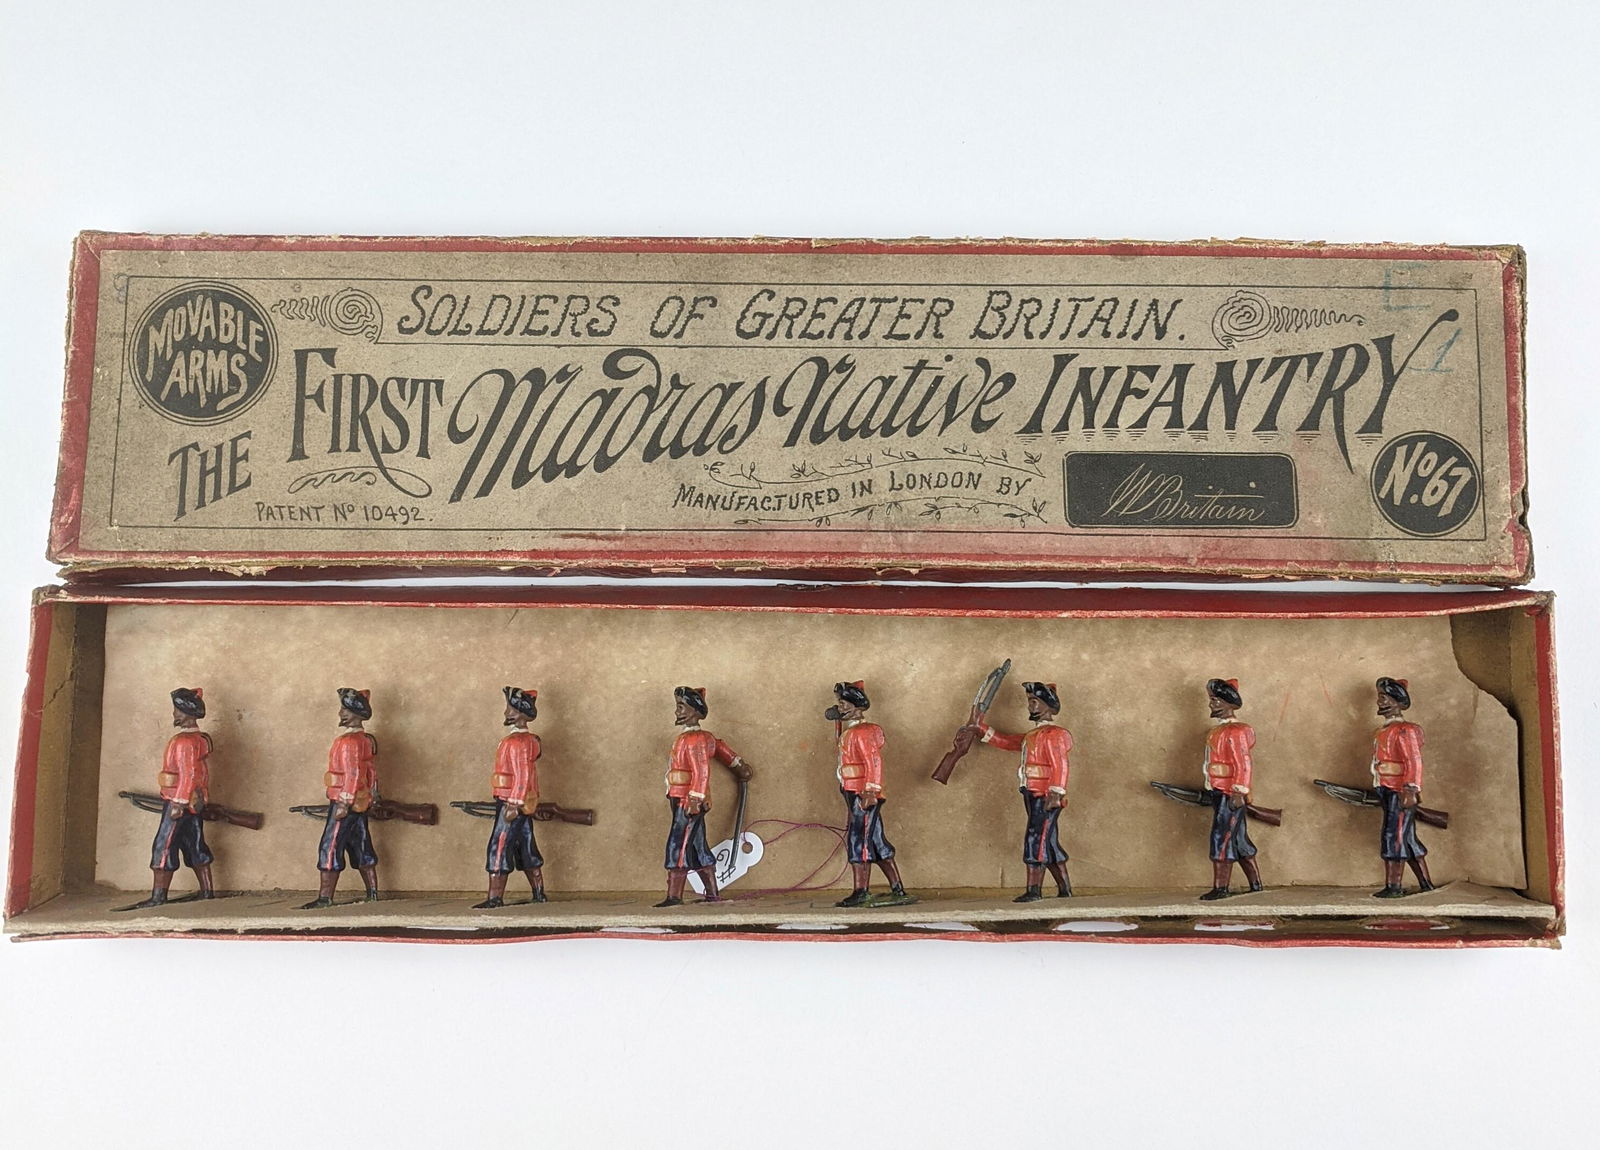 MOVABLE
ARMS
SOLDIERS OF GREATER BRITAIN.
THE FIRST Madras Native INFANTRY
PATENT No 10492.
MANUFACTURED IN LONDON BY
WBritain
No.67